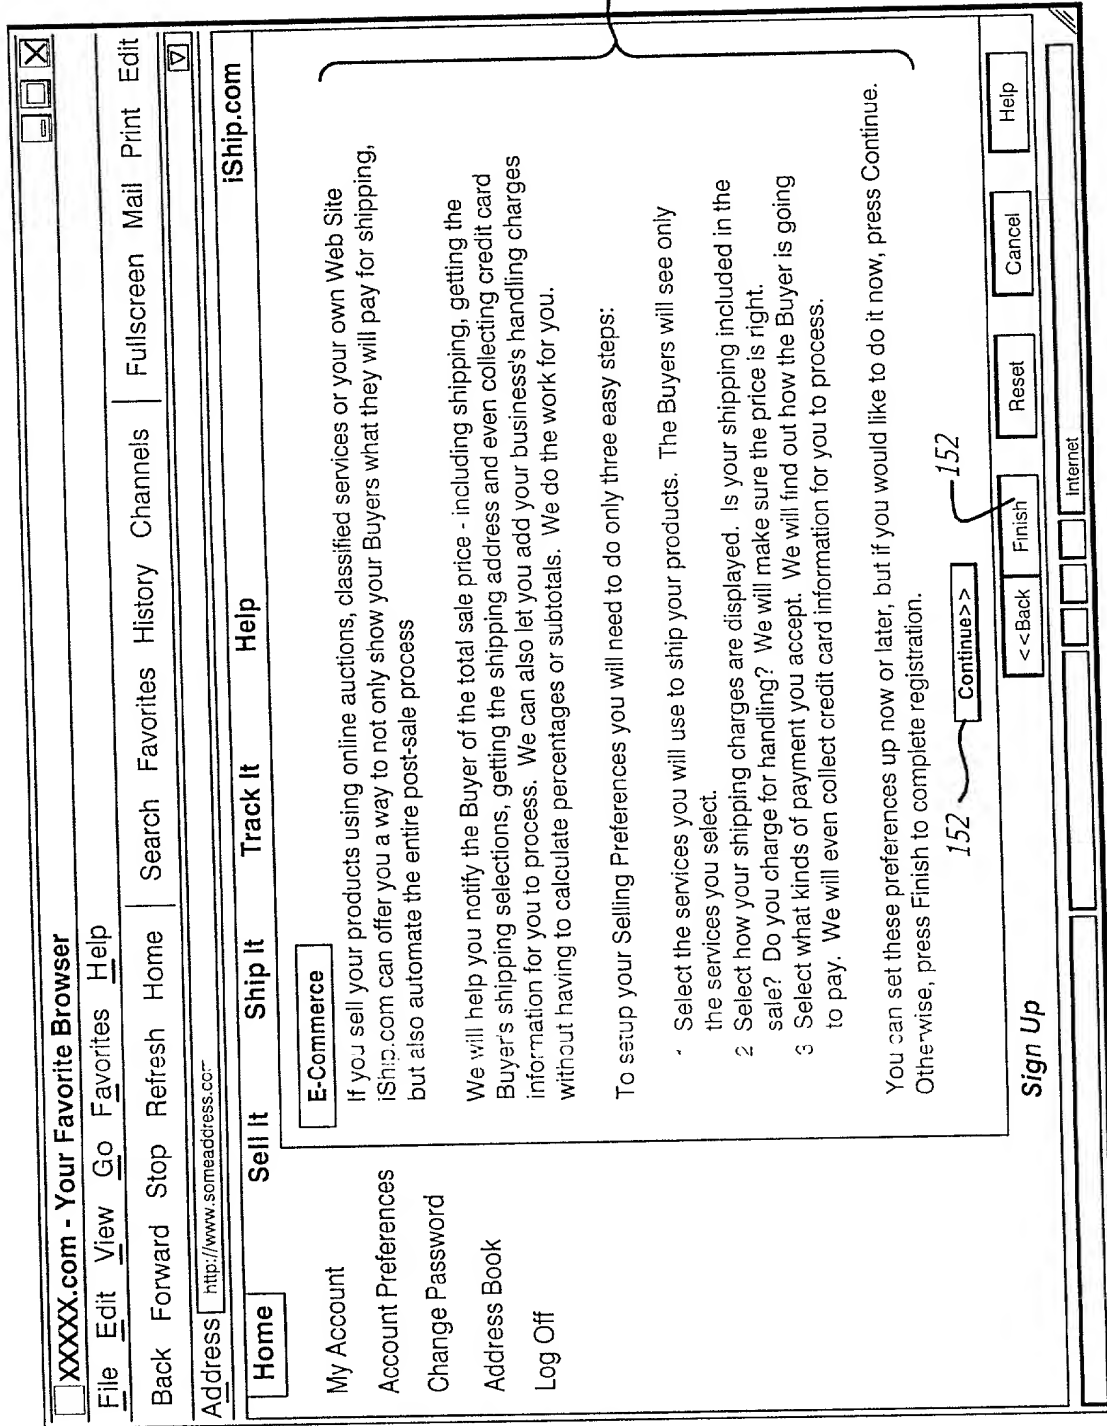 XXXXX.com - Your Favorite Browser
File Edit View Go Favorites Help
Back Forward Stop Refresh Home Search Favorites History Channels Fullscreen Mail Print Edit
Address http://www.someaddress.com
Home Sell It Ship It Track It Help iShip.com
My Account
Account Preferences
Change Password
Address Book
Log Off
E-Commerce
If you sell your products using online auctions, classified services or your own Web Site
iShip.com can offer you a way to not only show your Buyers what they will pay for shipping,
but also automate the entire post-sale process
We will help you notify the Buyer of the total sale price - including shipping, getting the
Buyer's shipping selections, getting the shipping address and even collecting credit card
information for you to process. We can also let you add your business's handling charges
without having to calculate percentages or subtotals. We do the work for you.
To setup your Selling Preferences you will need to do only three easy steps:
1 Select the services you will use to ship your products. The Buyers will see only
the services you select.
2 Select how your shipping charges are displayed. Is your shipping included in the
sale? Do you charge for handling? We will make sure the price is right.
3 Select what kinds of payment you accept. We will find out how the Buyer is going
to pay. We will even collect credit card information for you to process.
You can set these preferences up now or later, but if you would like to do it now, press Continue.
Otherwise, press Finish to complete registration.
152 Continue>> 152
Sign Up <<Back Finish Reset Cancel Help
Internet